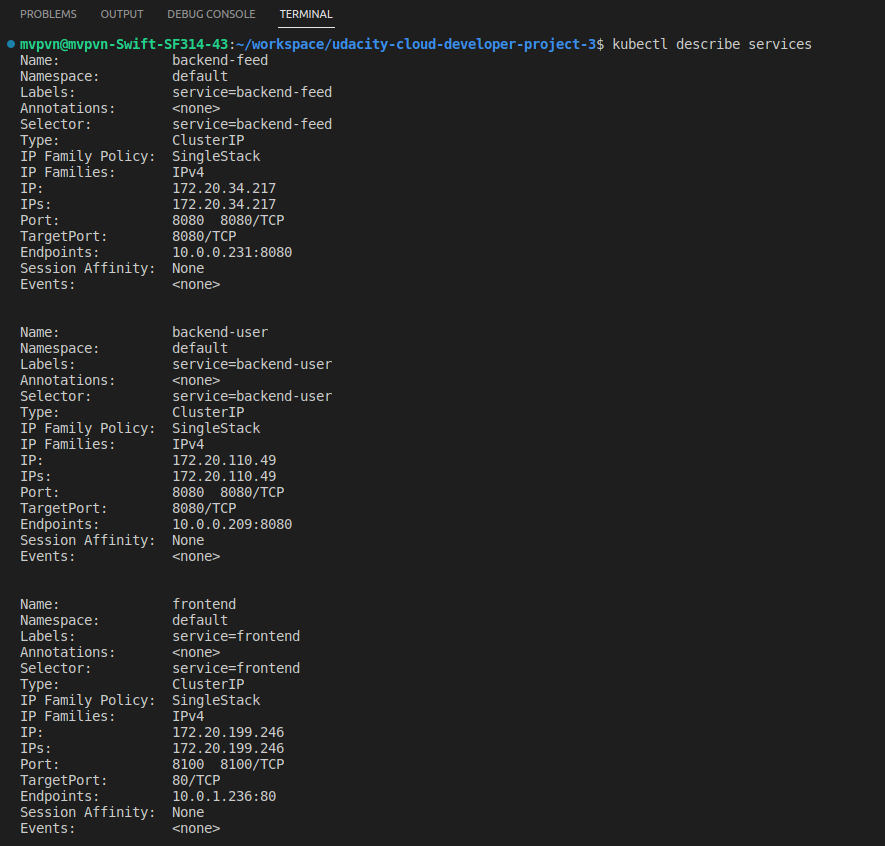 PROBLEMS OUTPUT DEBUG CONSOLE TERMINAL
mvpvn@mvpvn-Swift-SF314-43:~/workspace/udacity-cloud-developer-project-3$ kubectl describe services
Name: backend-feed
Namespace: default
Labels: service=backend-feed
Annotations: <none>
Selector: service=backend-feed
Type: ClusterIP
IP Family Policy: SingleStack
IP Families: IPv4
IP: 172.20.34.217
IPs: 172.20.34.217
Port: 8080 8080/TCP
TargetPort: 8080/TCP
Endpoints: 10.0.0.231:8080
Session Affinity: None
Events: <none>
Name: backend-user
Namespace: default
Labels: service=backend-user
Annotations: <none>
Selector: service=backend-user
Type: ClusterIP
IP Family Policy: SingleStack
IP Families: IPv4
IP: 172.20.110.49
IPs: 172.20.110.49
Port: 8080 8080/TCP
TargetPort: 8080/TCP
Endpoints: 10.0.0.209:8080
Session Affinity: None
Events: <none>
Name: frontend
Namespace: default
Labels: service=frontend
Annotations: <none>
Selector: service=frontend
Type: ClusterIP
IP Family Policy: SingleStack
IP Families: IPv4
IP: 172.20.199.246
IPs: 172.20.199.246
Port: 8100 8100/TCP
TargetPort: 80/TCP
Endpoints: 10.0.1.236:80
Session Affinity: None
Events: <none>